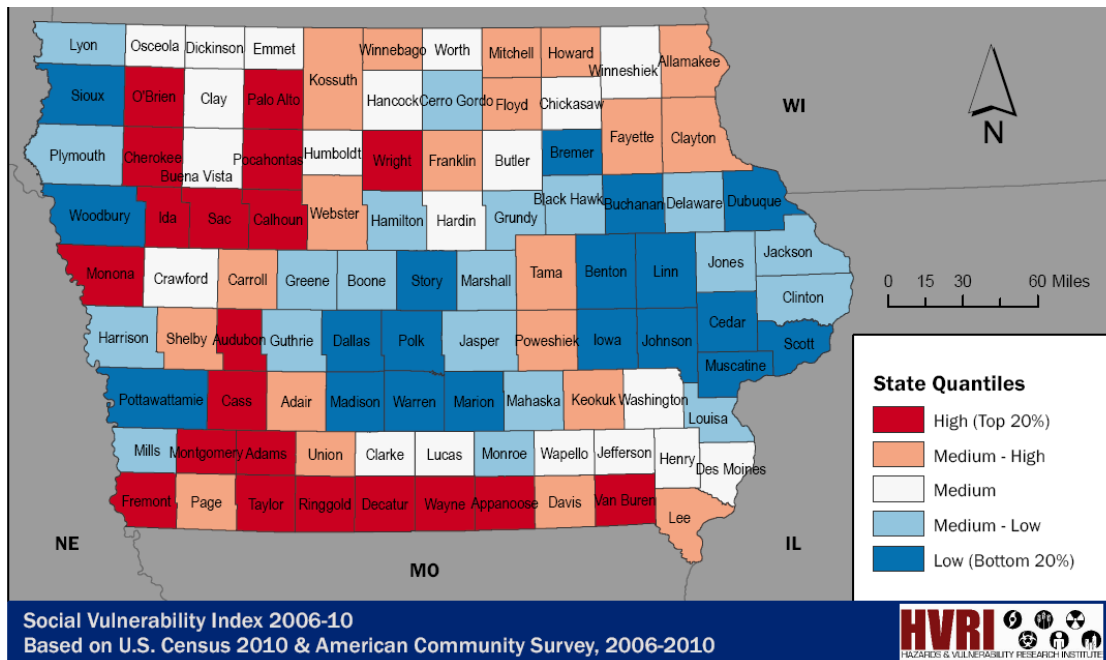 Lyon
Osceola
Dickinson
Emmet
Kossuth
Winnebago
Worth
Mitchell
Howard
Winneshiek
Allamakee
Sioux
O'Brien
Clay
Palo Alto
Hancock
Cerro Gordo
Floyd
Chickasaw
WI
N
Plymouth
Cherokee
Buena Vista
Pocahontas
Humboldt
Wright
Franklin
Butler
Bremer
Fayette
Clayton
Woodbury
Ida
Sac
Calhoun
Webster
Hamilton
Hardin
Grundy
Black Hawk
Buchanan
Delaware
Dubuque
Monona
Crawford
Carroll
Greene
Boone
Story
Marshall
Tama
Benton
Linn
Jones
Jackson
Clinton
0 15 30 60 Miles
Harrison
Shelby
Audubon
Guthrie
Dallas
Polk
Jasper
Poweshiek
Iowa
Johnson
Cedar
Scott
Muscatine
Pottawattamie
Cass
Adair
Madison
Warren
Marion
Mahaska
Keokuk
Washington
Louisa
Mills
Montgomery
Adams
Union
Clarke
Lucas
Monroe
Wapello
Jefferson
Henry
Des Moines
Fremont
Page
Taylor
Ringgold
Decatur
Wayne
Appanoose
Davis
Van Buren
Lee
NE
MO
IL
State Quantiles
High (Top 20%)
Medium - High
Medium
Medium - Low
Low (Bottom 20%)
Social Vulnerability Index 2006-10
Based on U.S. Census 2010 & American Community Survey, 2006-2010
HVRI
HAZARDS & VULNERABILITY RESEARCH INSTITUTE